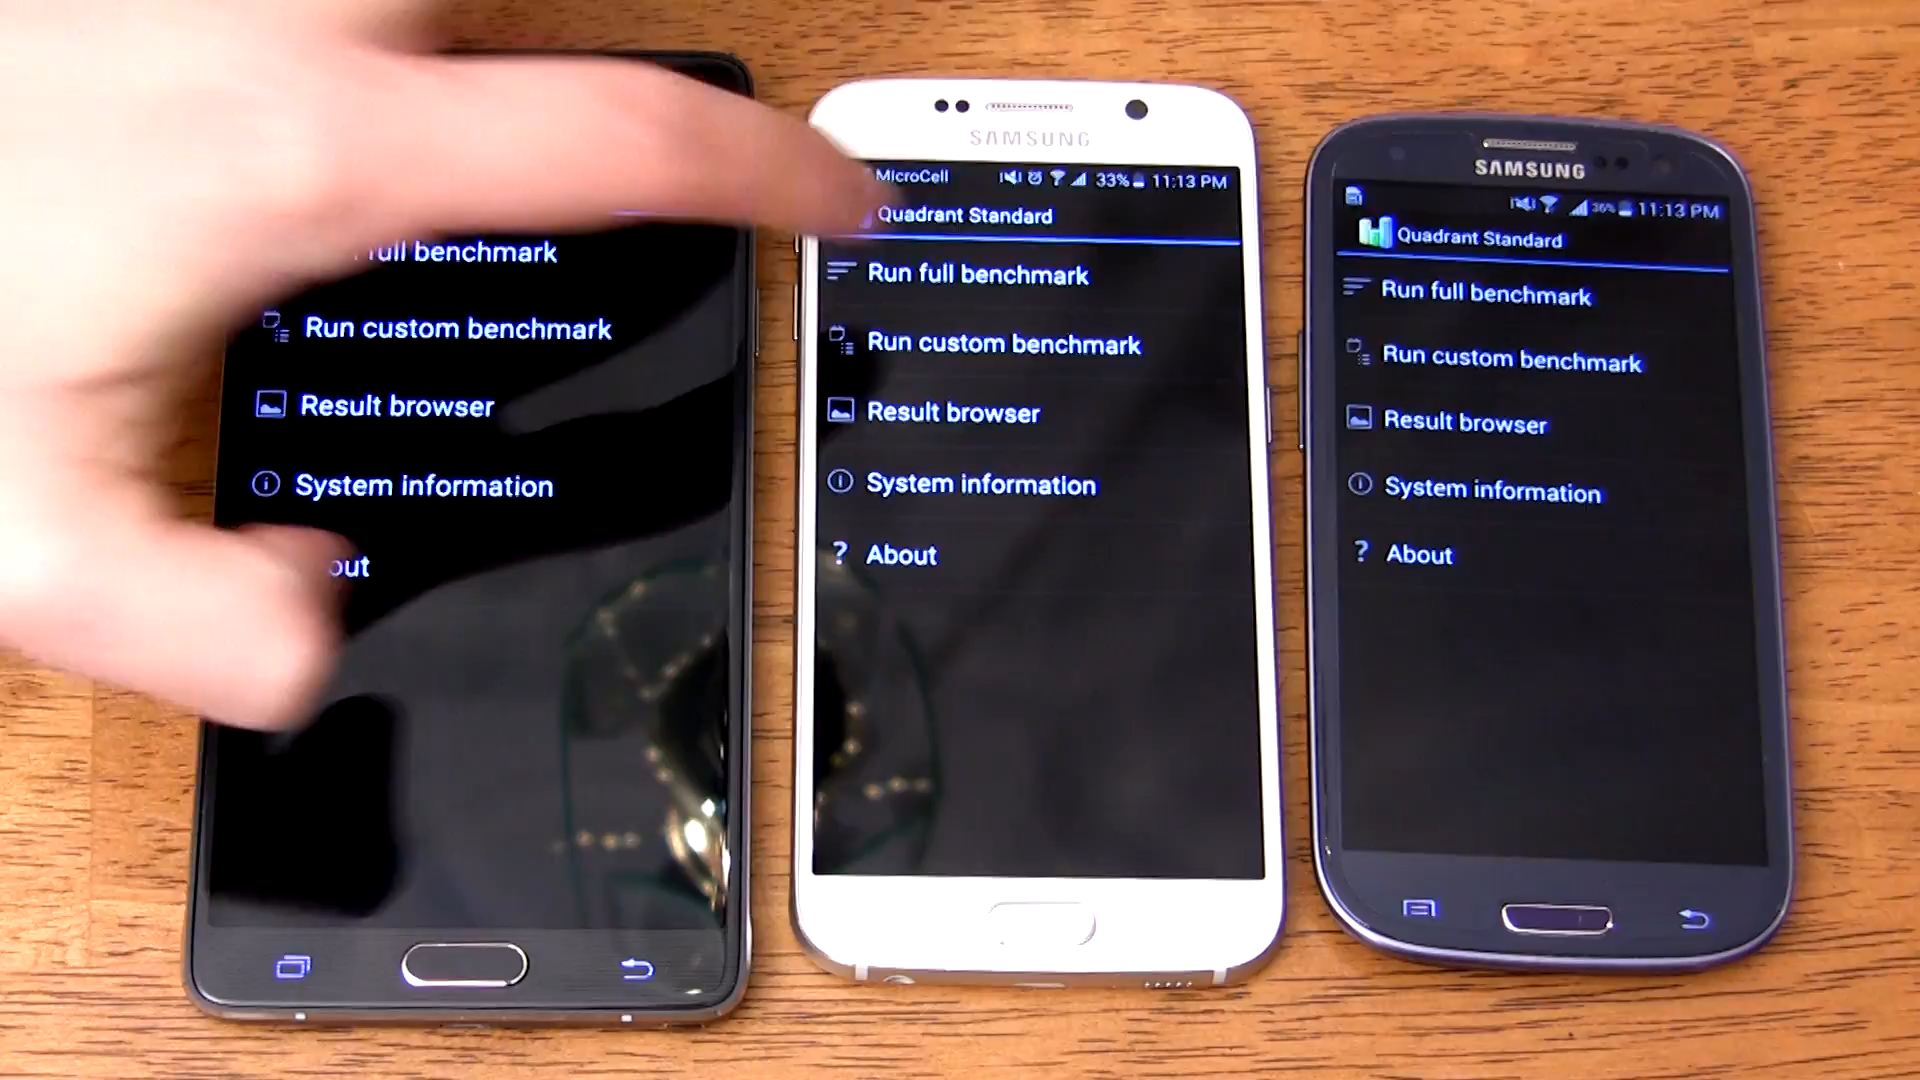 full benchmark
Run custom benchmark
Result browser
System information
out
SAMSUNG
MicroCell 33% 11:13 PM
Quadrant Standard
Run full benchmark
Run custom benchmark
Result browser
System information
? About
SAMSUNG
36% 11:13 PM
Quadrant Standard
Run full benchmark
Run custom benchmark
Result browser
System information
? About